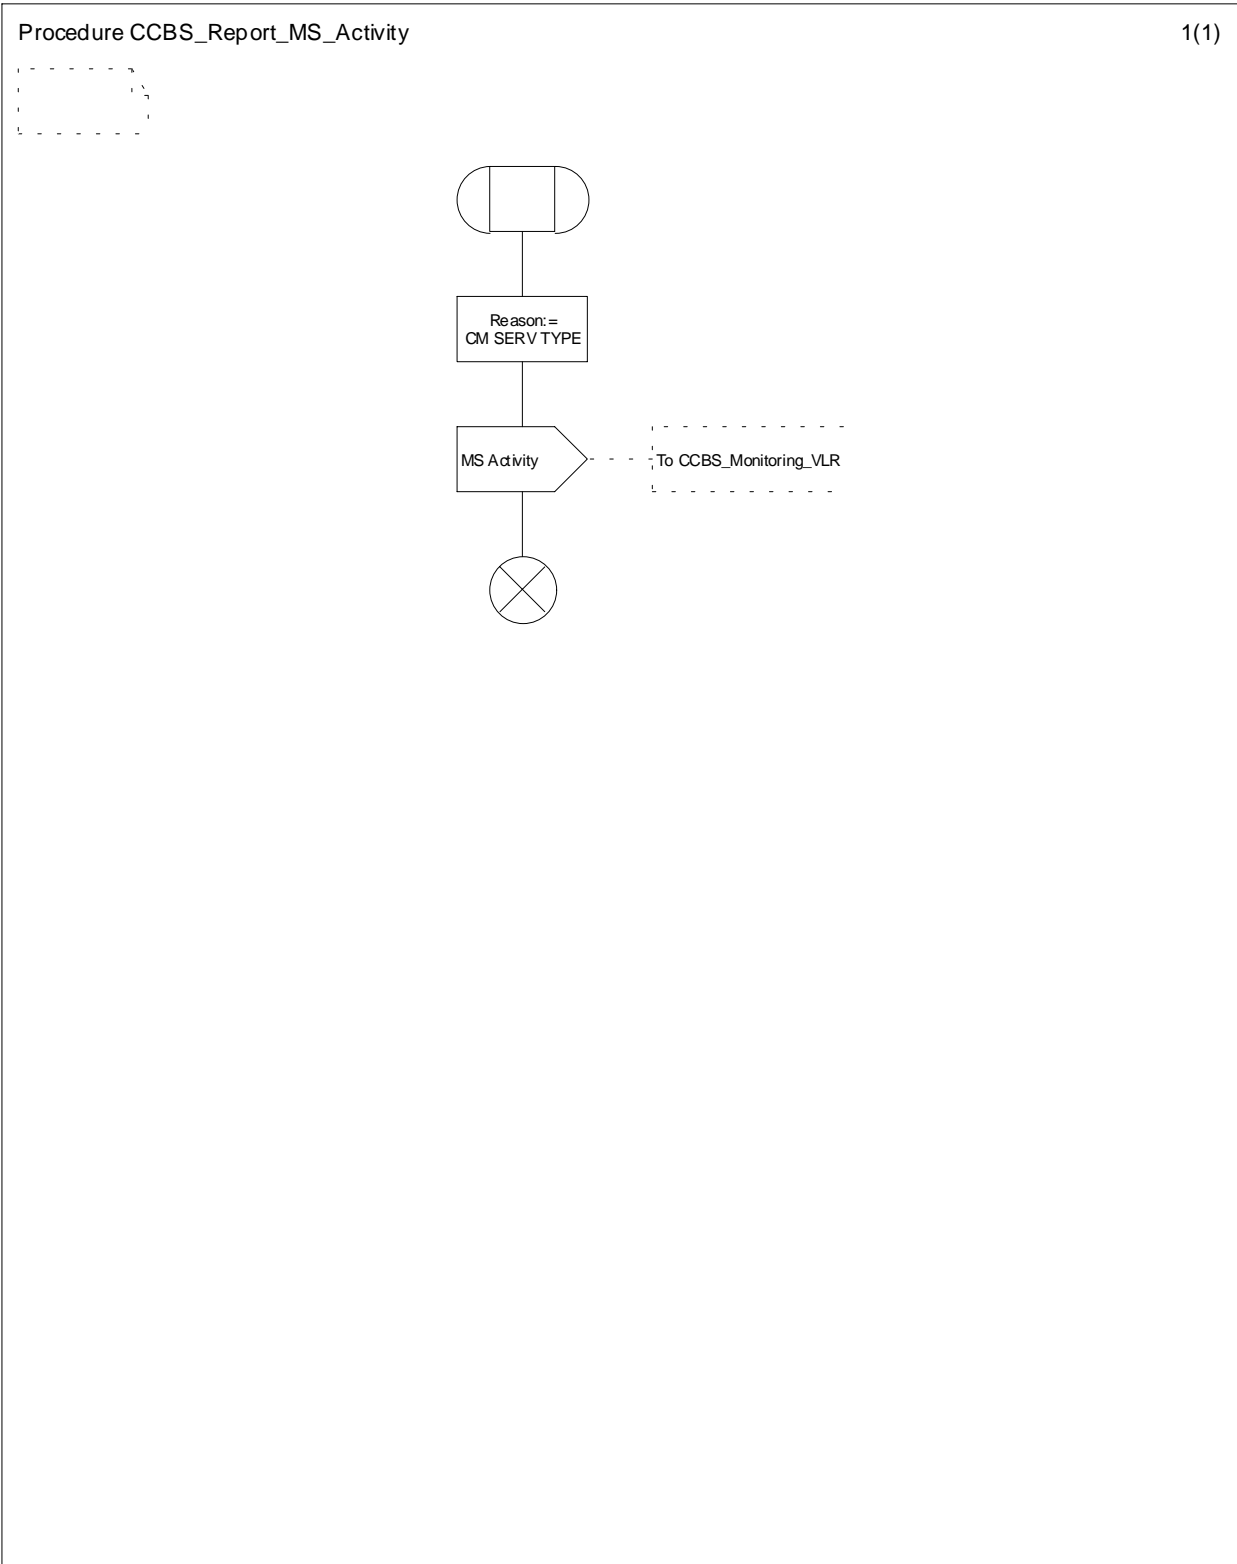 Procedure CCBS_Report_MS_Activity
1(1)
Reason:=
CM SERV TYPE
MS Activity
To CCBS_Monitoring_VLR